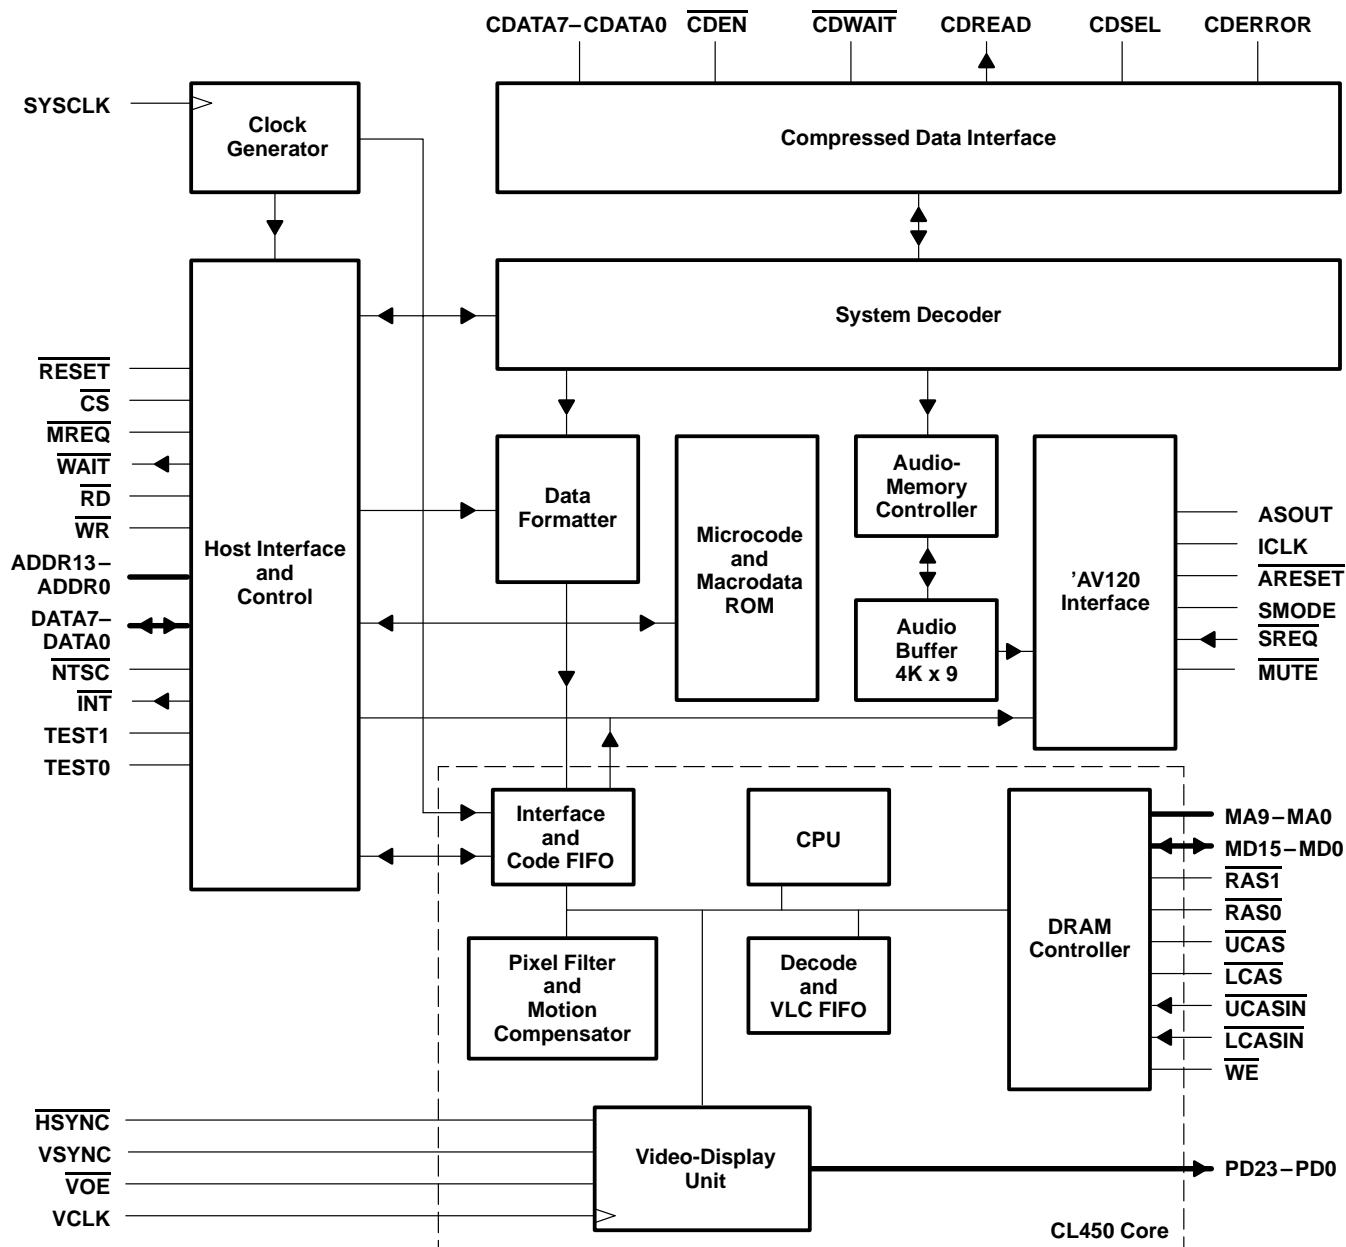 CDATA7–CDATA0 CDEN CDWAIT CDREAD CDSEL CDERROR
SYSCLK
Clock
Generator
Compressed Data Interface
System Decoder
RESET
CS
MREQ
WAIT
RD
WR
ADDR13–
ADDR0
DATA7–
DATA0
NTSC
INT
TEST1
TEST0
Host Interface
and
Control
Data
Formatter
Microcode
and
Macrodata
ROM
Audio-
Memory
Controller
Audio
Buffer
4K x 9
’AV120
Interface
ASOUT
ICLK
ARESET
SMODE
SREQ
MUTE
Interface
and
Code FIFO
CPU
DRAM
Controller
MA9–MA0
MD15–MD0
RAS1
RAS0
UCAS
LCAS
UCASIN
LCASIN
WE
Pixel Filter
and
Motion
Compensator
Decode
and
VLC FIFO
HSYNC
VSYNC
VOE
VCLK
Video-Display
Unit
PD23–PD0
CL450 Core